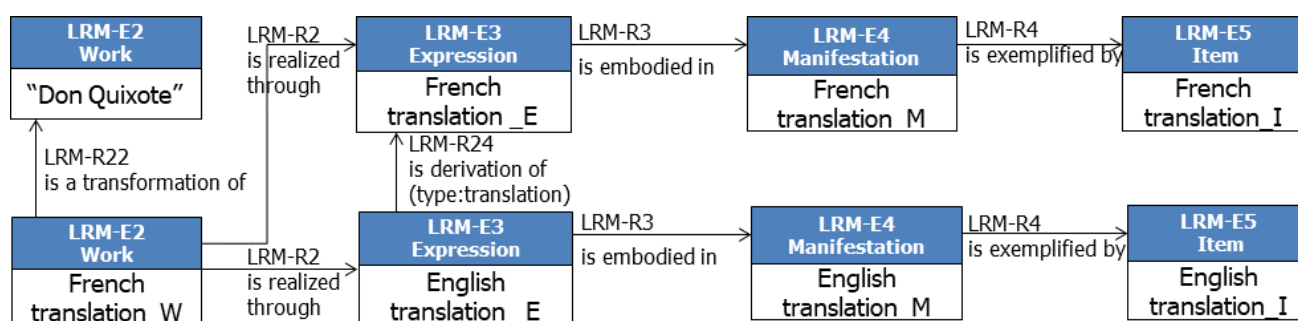 LRM-E2
Work
"Don Quixote"
LRM-R2
is realized
through
LRM-E3
Expression
French
translation _E
LRM-R3
is embodied in
LRM-E4
Manifestation
French
translation_M
LRM-R4
is exemplified by
LRM-E5
Item
French
translation_I
LRM-R22
is a transformation of
LRM-R24
is derivation of
(type:translation)
LRM-E2
Work
French
translation_W
LRM-R2
is realized
through
LRM-E3
Expression
English
translation_E
LRM-R3
is embodied in
LRM-E4
Manifestation
English
translation_M
LRM-R4
is exemplified by
LRM-E5
Item
English
translation_I